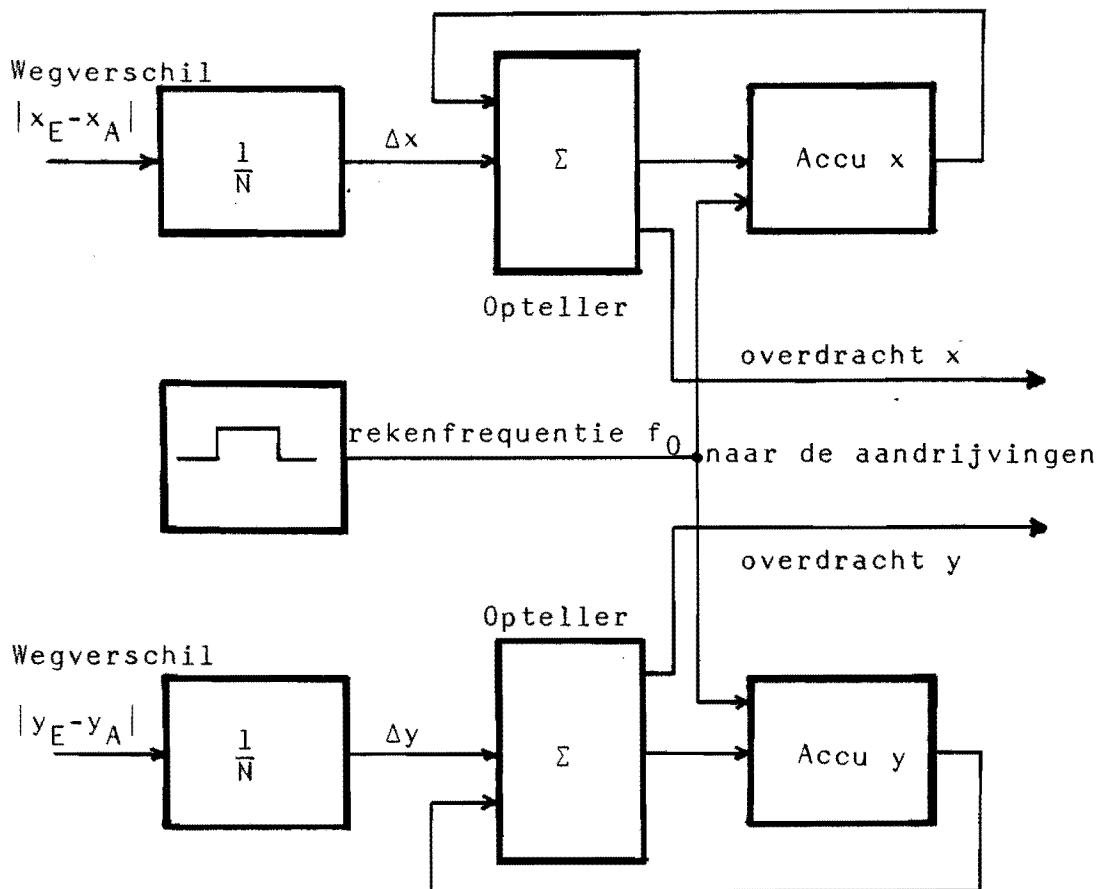 Wegverschil
|x_E-x_A|
1
N
Δx
Σ
Accu x
Opteller
overdracht x
rekenfrequentie f_0
naar de aandrijvingen
overdracht y
Opteller
Wegverschil
|y_E-y_A|
1
N
Δy
Σ
Accu y